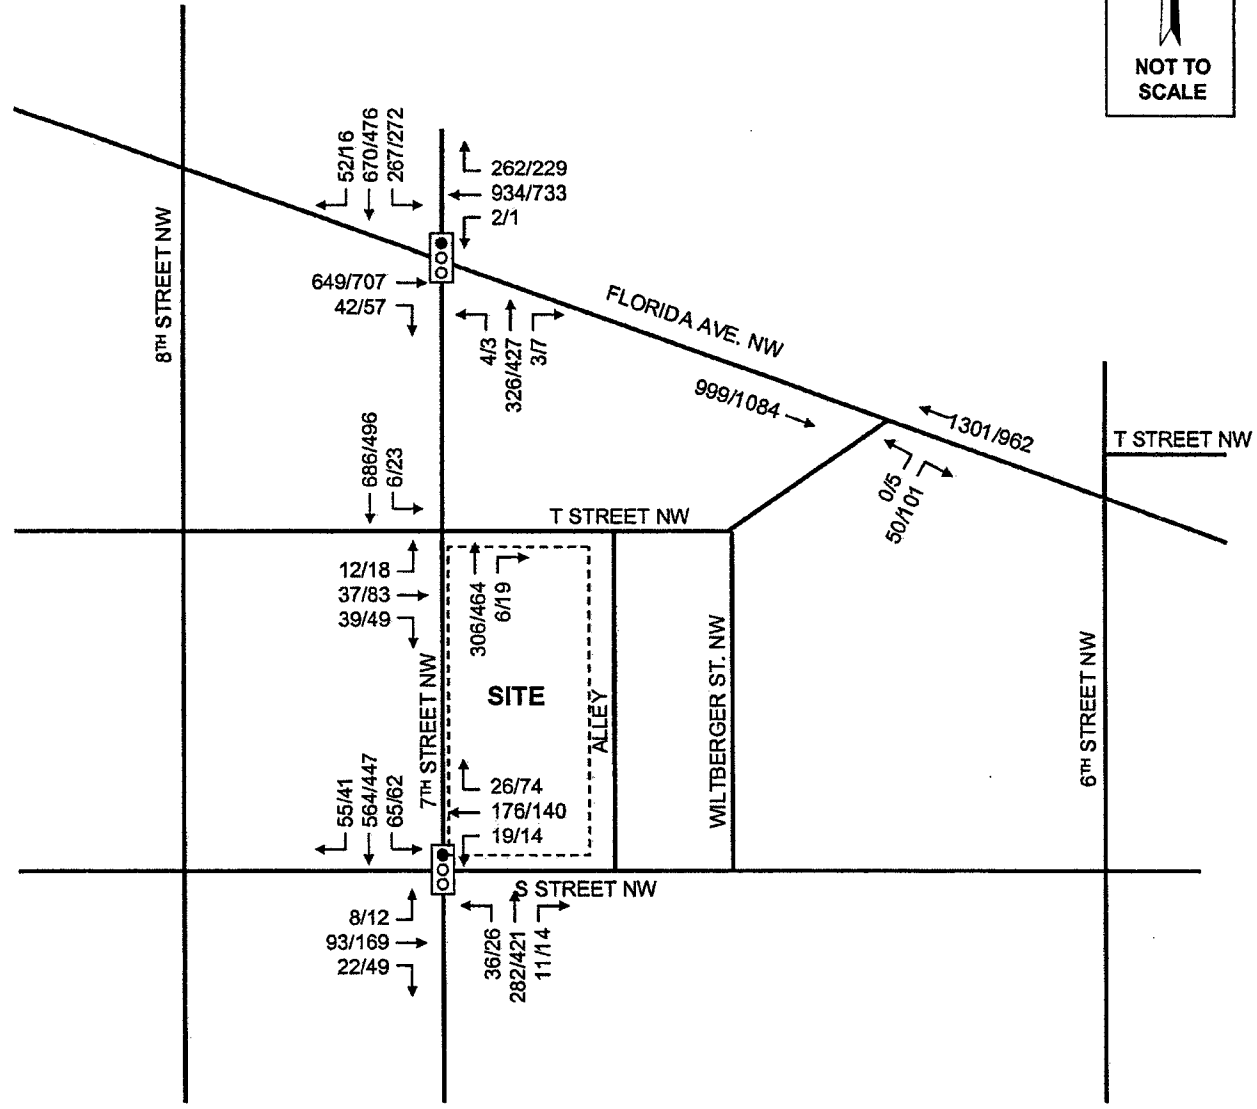 NOT TO
SCALE
52/16
670/476
267/272
262/229
934/733
2/1
8TH STREET NW
649/707
42/57
4/3
326/427
3/7
FLORIDA AVE. NW
999/1084
1301/962
T STREET NW
0/5
50/101
686/496
6/23
T STREET NW
12/18
37/83
39/49
306/464
6/19
7TH STREET NW
SITE
ALLEY
WILTBERGER ST. NW
6TH STREET NW
55/41
564/447
65/62
26/74
176/140
19/14
S STREET NW
8/12
93/169
22/49
36/26
282/421
11/14